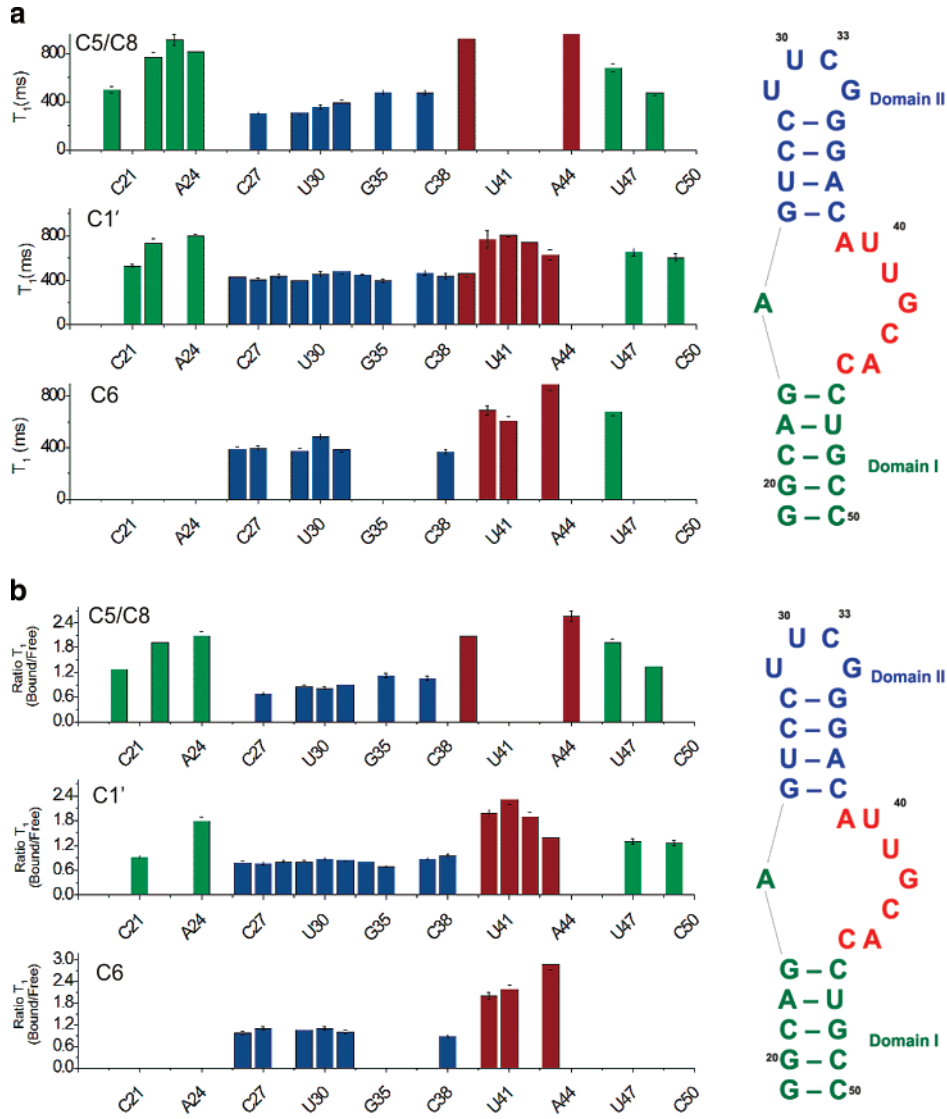 a
C5/C8
T1(ms)
800
400
0
C21 A24 C27 U30 G35 C38 U41 A44 U47 C50
C1′
T1(ms)
800
400
0
C21 A24 C27 U30 G35 C38 U41 A44 U47 C50
C6
T1 (ms)
800
400
0
C21 A24 C27 U30 G35 C38 U41 A44 U47 C50
30 33
U C
U G
Domain II
C – G
C – G
U – A
G – C
40
A U
U
A G
C
C A
G – C
A – U
C – G
Domain I
20 G – C
G – C 50
b
C5/C8
Ratio T1
(Bound/Free)
2.4
1.8
1.2
0.6
0.0
C21 A24 C27 U30 G35 C38 U41 A44 U47 C50
C1'
Ratio T1
(Bound/Free)
2.4
1.8
1.2
0.6
0.0
C21 A24 C27 U30 G35 C38 U41 A44 U47 C50
C6
Ratio T1
(Bound/Free)
3.0
2.4
1.8
1.2
0.6
0.0
C21 A24 C27 U30 G35 C38 U41 A44 U47 C50
30 33
U C
U G
Domain II
C – G
C – G
U – A
G – C
40
A U
U
A G
C
C A
G – C
A – U
C – G
Domain I
20 G – C
G – C 50